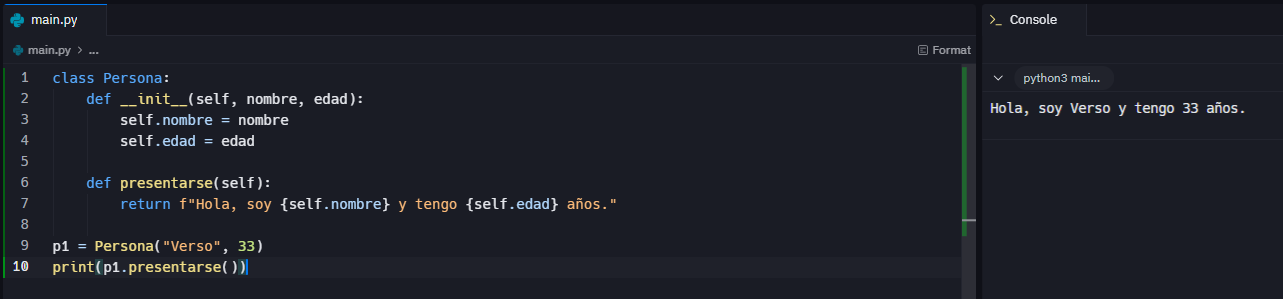 main.py
main.py > ...
Format
1 class Persona:
2     def __init__(self, nombre, edad):
3         self.nombre = nombre
4         self.edad = edad
5
6     def presentarse(self):
7         return f"Hola, soy {self.nombre} y tengo {self.edad} años."
8
9 p1 = Persona("Verso", 33)
10 print(p1.presentarse())
>_ Console
python3 mai...
Hola, soy Verso y tengo 33 años.